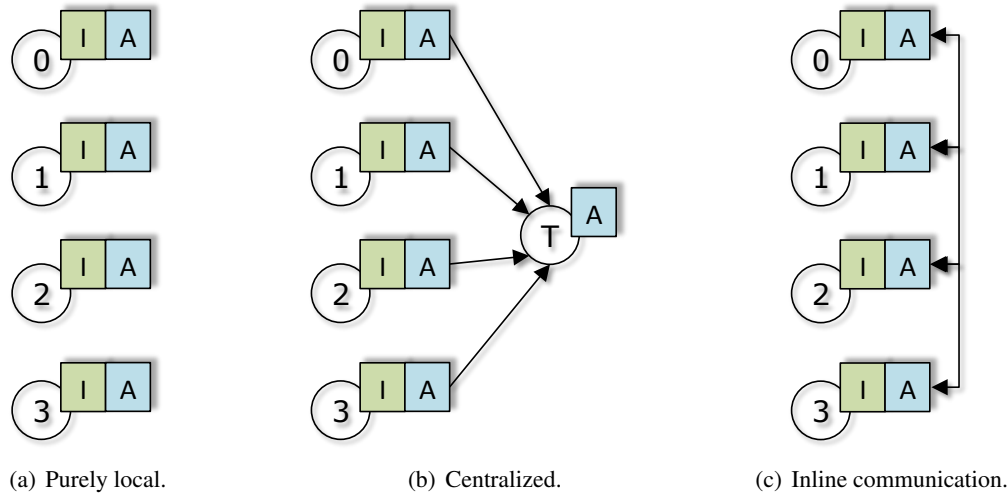 I A I A I A
0 0 0
I A I A I A
1 1 1
A
T
I A I A I A
2 2 2
I A I A I A
3 3 3
(a) Purely local. (b) Centralized. (c) Inline communication.